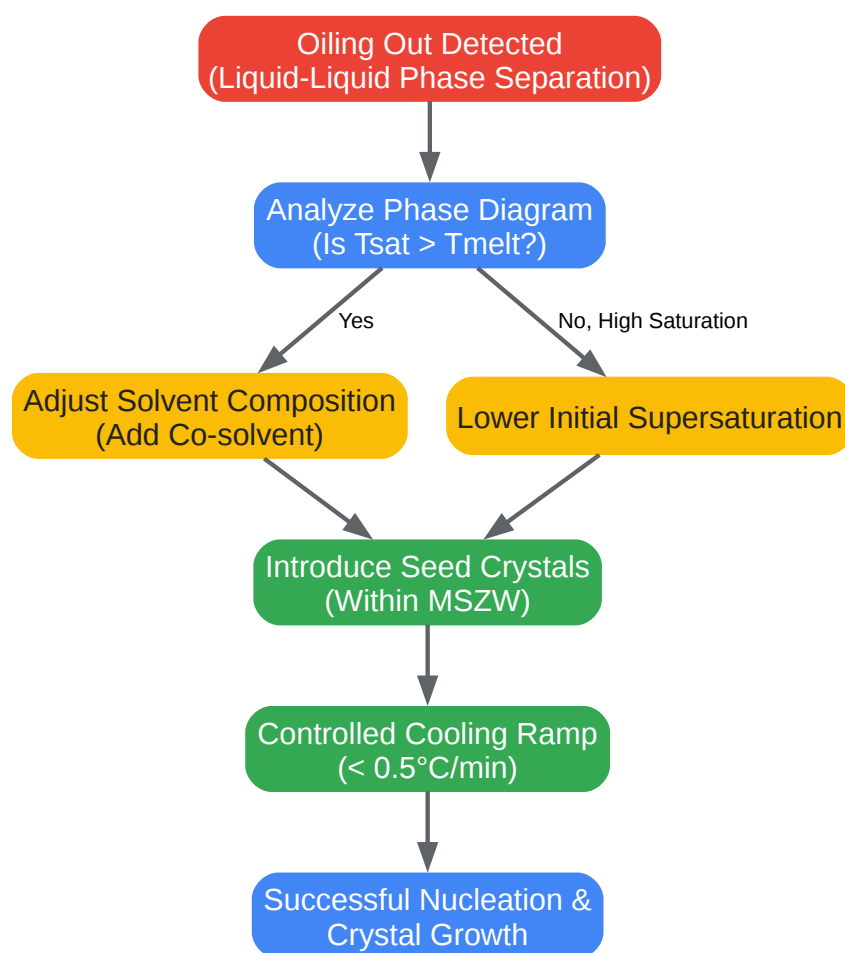 Oiling Out Detected
(Liquid-Liquid Phase Separation)
Analyze Phase Diagram
(Is Tsat > Tmelt?)
Yes
No, High Saturation
Adjust Solvent Composition
(Add Co-solvent)
Lower Initial Supersaturation
Introduce Seed Crystals
(Within MSZW)
Controlled Cooling Ramp
(< 0.5°C/min)
Successful Nucleation &
Crystal Growth